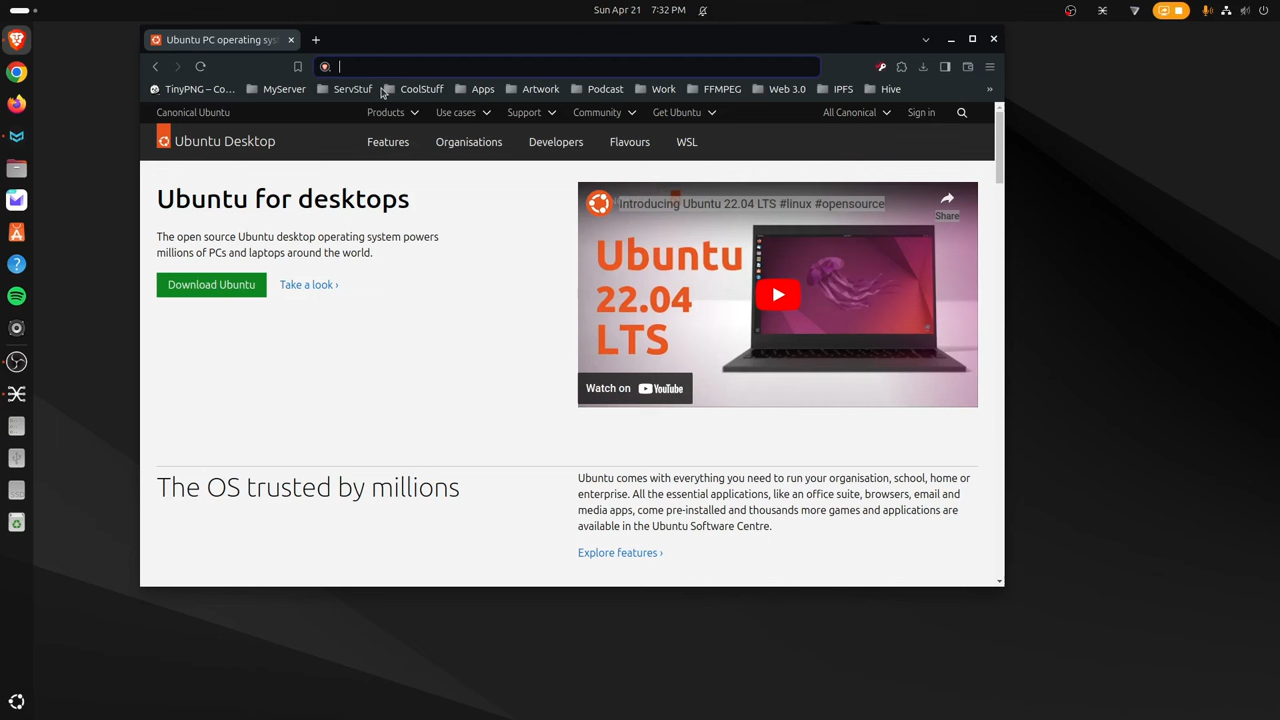 Sun Apr 21 7:32 PM
Ubuntu PC operating sys
TinyPNG – Co…
MyServer
ServStuf
CoolStuff
Apps
Artwork
Podcast
Work
FFMPEG
Web 3.0
IPFS
Hive
»
Canonical Ubuntu
Products
Use cases
Support
Community
Get Ubuntu
All Canonical
Sign in
Ubuntu Desktop
Features
Organisations
Developers
Flavours
WSL
Ubuntu for desktops
The open source Ubuntu desktop operating system powers
millions of PCs and laptops around the world.
Download Ubuntu
Take a look ›
Introducing Ubuntu 22.04 LTS #linux #opensource
Share
Ubuntu
22.04
LTS
Watch on YouTube
The OS trusted by millions
Ubuntu comes with everything you need to run your organisation, school, home or
enterprise. All the essential applications, like an office suite, browsers, email and
media apps, come pre-installed and thousands more games and applications are
available in the Ubuntu Software Centre.
Explore features ›